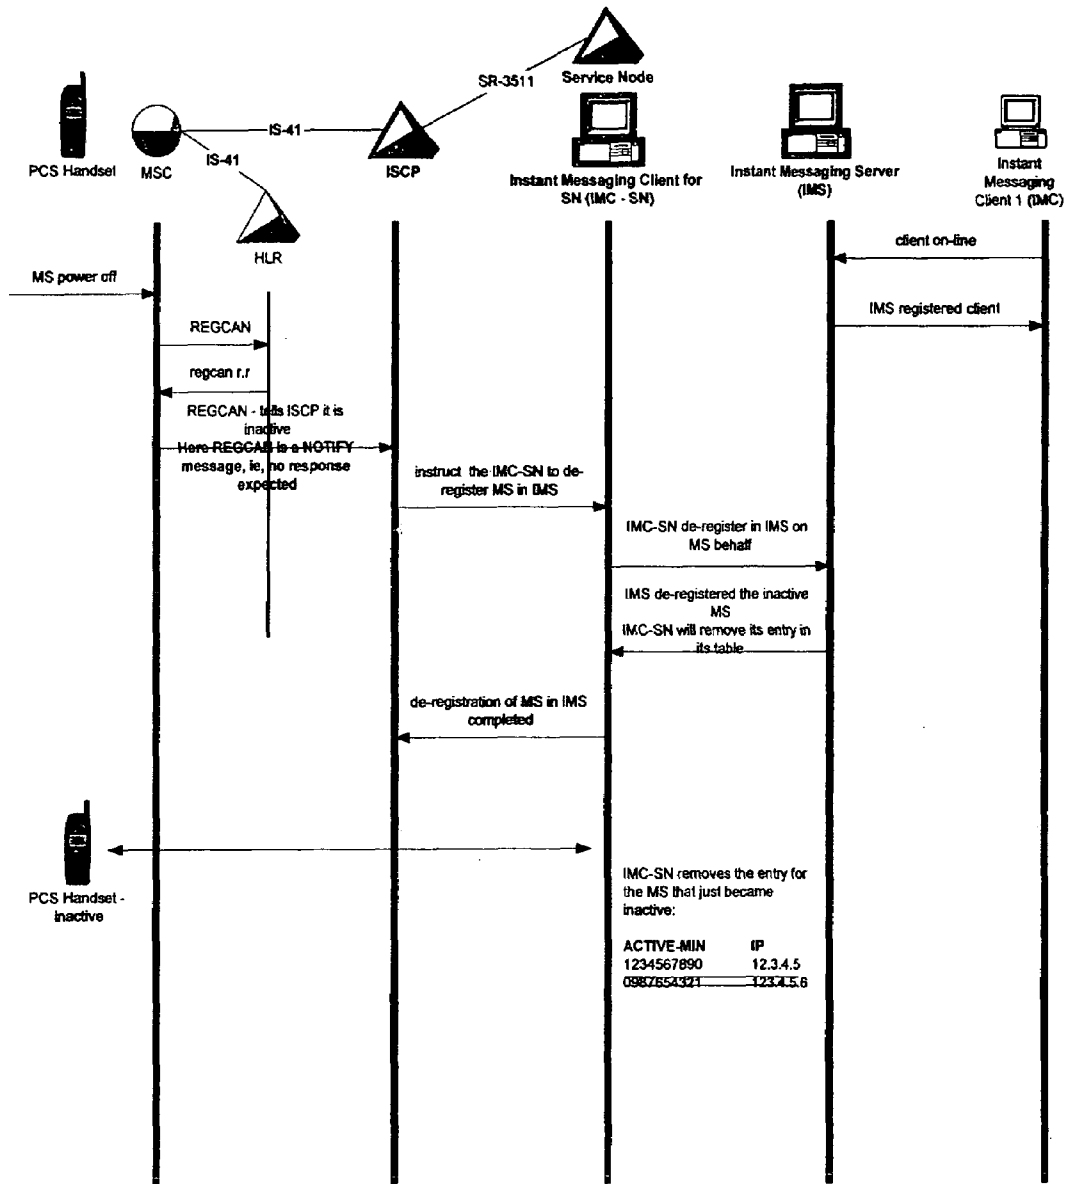 SR-3511
Service Node
IS-41
IS-41
PCS Handset
MSC
ISCP
Instant Messaging Client for
SN (IMC - SN)
Instant Messaging Server
(IMS)
Instant
Messaging
Client 1 (IMC)
HLR
client on-line
MS power off
IMS registered client
REGCAN
regcan r.r
REGCAN - tells ISCP it is
inactive
Here REGCAN is a NOTIFY
message, ie, no response
expected
instruct the IMC-SN to de-
register MS in IMS
IMC-SN de-register in IMS on
MS behalf
IMS de-registered the inactive
MS
IMC-SN will remove its entry in
its table
de-registration of MS in IMS
completed
PCS Handset -
inactive
IMC-SN removes the entry for
the MS that just became
inactive:
ACTIVE-MIN IP
1234567890 12.3.4.5
0987654321 123.4.5.6